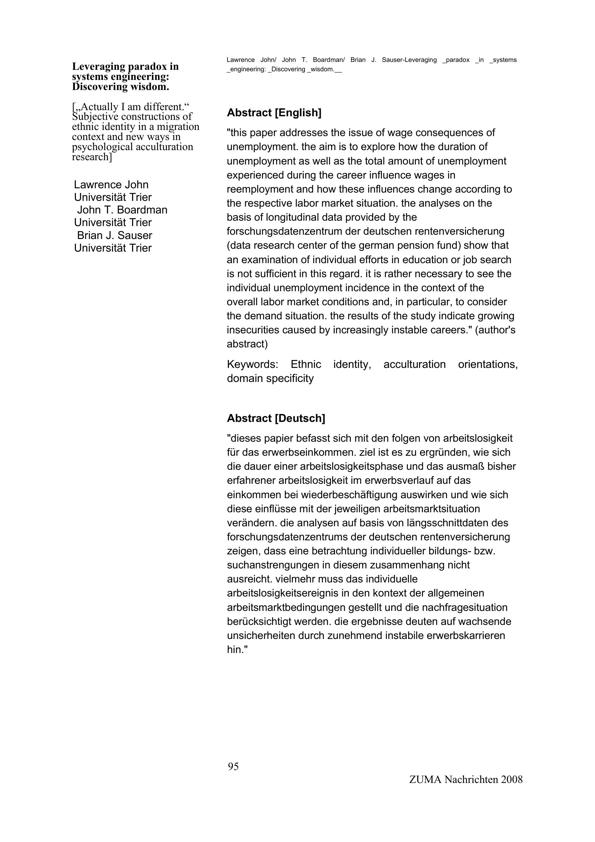 Leveraging paradox in
systems engineering:
Discovering wisdom.
[„Actually I am different.“
Subjective constructions of
ethnic identity in a migration
context and new ways in
psychological acculturation
research]
Lawrence John
Universität Trier
John T. Boardman
Universität Trier
Brian J. Sauser
Universität Trier
Lawrence John/ John T. Boardman/ Brian J. Sauser-Leveraging _paradox _in _systems
_engineering: _Discovering _wisdom.__
Abstract [English]
"this paper addresses the issue of wage consequences of
unemployment. the aim is to explore how the duration of
unemployment as well as the total amount of unemployment
experienced during the career influence wages in
reemployment and how these influences change according to
the respective labor market situation. the analyses on the
basis of longitudinal data provided by the
forschungsdatenzentrum der deutschen rentenversicherung
(data research center of the german pension fund) show that
an examination of individual efforts in education or job search
is not sufficient in this regard. it is rather necessary to see the
individual unemployment incidence in the context of the
overall labor market conditions and, in particular, to consider
the demand situation. the results of the study indicate growing
insecurities caused by increasingly instable careers." (author's
abstract)
Keywords: Ethnic identity, acculturation orientations,
domain specificity
Abstract [Deutsch]
"dieses papier befasst sich mit den folgen von arbeitslosigkeit
für das erwerbseinkommen. ziel ist es zu ergründen, wie sich
die dauer einer arbeitslosigkeitsphase und das ausmaß bisher
erfahrener arbeitslosigkeit im erwerbsverlauf auf das
einkommen bei wiederbeschäftigung auswirken und wie sich
diese einflüsse mit der jeweiligen arbeitsmarktsituation
verändern. die analysen auf basis von längsschnittdaten des
forschungsdatenzentrums der deutschen rentenversicherung
zeigen, dass eine betrachtung individueller bildungs- bzw.
suchanstrengungen in diesem zusammenhang nicht
ausreicht. vielmehr muss das individuelle
arbeitslosigkeitsereignis in den kontext der allgemeinen
arbeitsmarktbedingungen gestellt und die nachfragesituation
berücksichtigt werden. die ergebnisse deuten auf wachsende
unsicherheiten durch zunehmend instabile erwerbskarrieren
hin."
95
ZUMA Nachrichten 2008